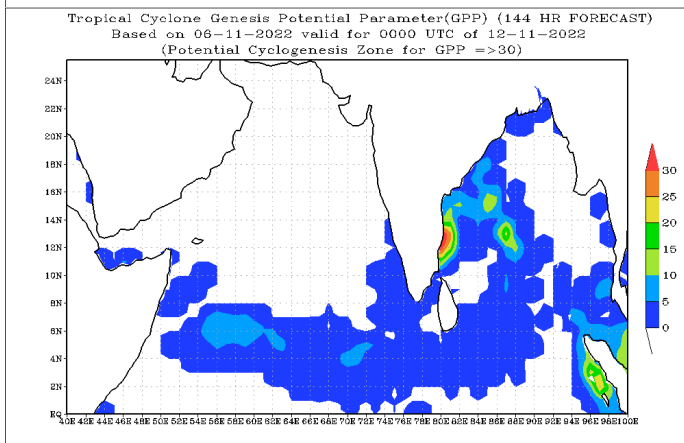 Tropical Cyclone Genesis Potential Parameter(GPP) (144 HR FORECAST)
Based on 06-11-2022 valid for 0000 UTC of 12-11-2022
(Potential Cyclogenesis Zone for GPP =>30)
24N
22N
20N
18N
16N
14N
12N
10N
8N
6N
4N
2N
EQ
40E 42E 44E 46E 48E 50E 52E 54E 56E 58E 60E 62E 64E 66E 68E 70E 72E 74E 76E 78E 80E 82E 84E 86E 88E 90E 92E 94E 96E 98E 100E
30
25
20
15
10
5
0